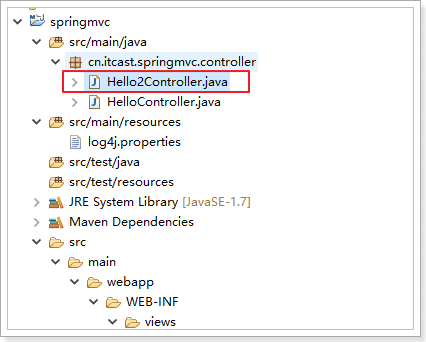 springmvc
src/main/java
cn.itcast.springmvc.controller
Hello2Controller.java
HelloController.java
src/main/resources
log4j.properties
src/test/java
src/test/resources
JRE System Library [JavaSE-1.7]
Maven Dependencies
src
main
webapp
WEB-INF
views